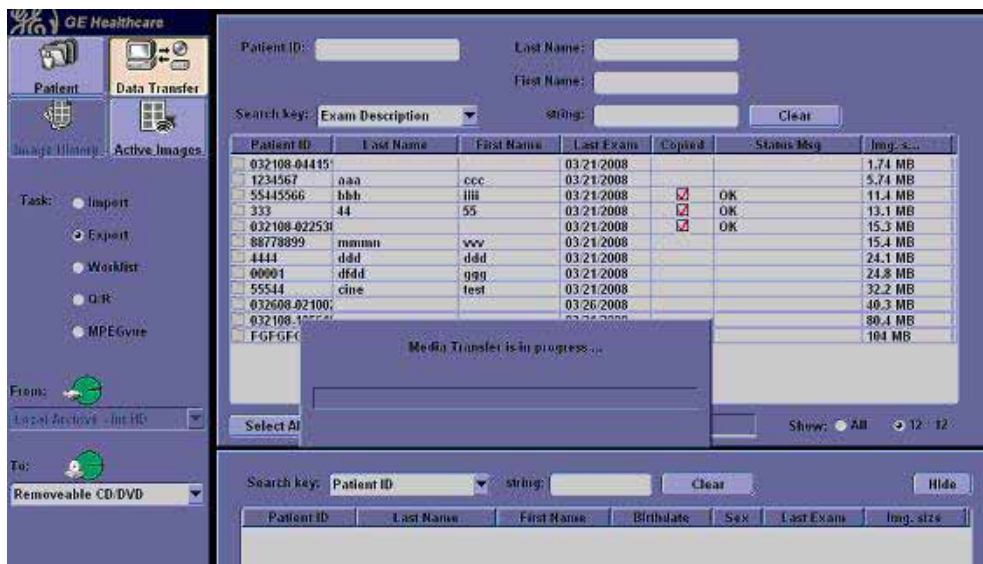 GE Healthcare
Patient ID: Last Name:
Patient Data Transfer
First Name:
Search key: Exam Description string: Clear
Image History Active Images
Patient ID Last Name First Name Last Exam Copied Status Msg Img. s...
032108-04415 03/21/2008 1.74 MB
1234567 aaa ccc 03/21/2008 5.74 MB
55445566 bbb iiii 03/21/2008 OK 11.4 MB
333 44 55 03/21/2008 OK 13.1 MB
032108-02253 03/21/2008 OK 15.3 MB
88778899 mmmn vvv 03/21/2008 15.4 MB
4444 ddd ddd 03/21/2008 24.1 MB
00001 dfdd ggg 03/21/2008 24.8 MB
55544 cine test 03/21/2008 32.2 MB
032608-02100 03/26/2008 40.3 MB
80.4 MB
104 MB
Task: Import
Export
Worklist
Q/R
MPEGvue
Media Transfer is in progress ...
From:
Local Archive - Int HD
Select Al Show: All 12 / 12
To:
Removeable CD/DVD
Search key: Patient ID string: Clear Hide
Patient ID Last Name First Name Birthdate Sex Last Exam Img. size